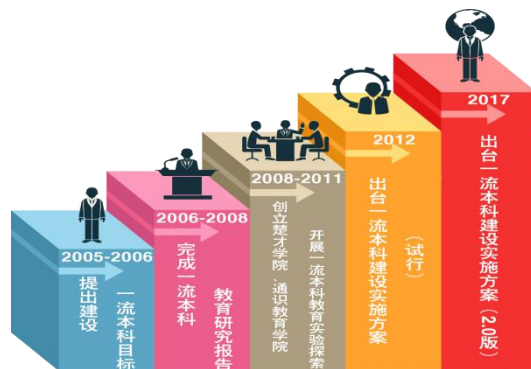 2005-2006
提出建设
一流本科目标
2006-2008
完成一流本科
教育研究报告
2008-2011
创立楚才学院、通识教育学院
开展一流本科教育实验探索
2012
出台一流本科建设实施方案
（试行）
2017
出台一流本科建设实施方案（2.0版）